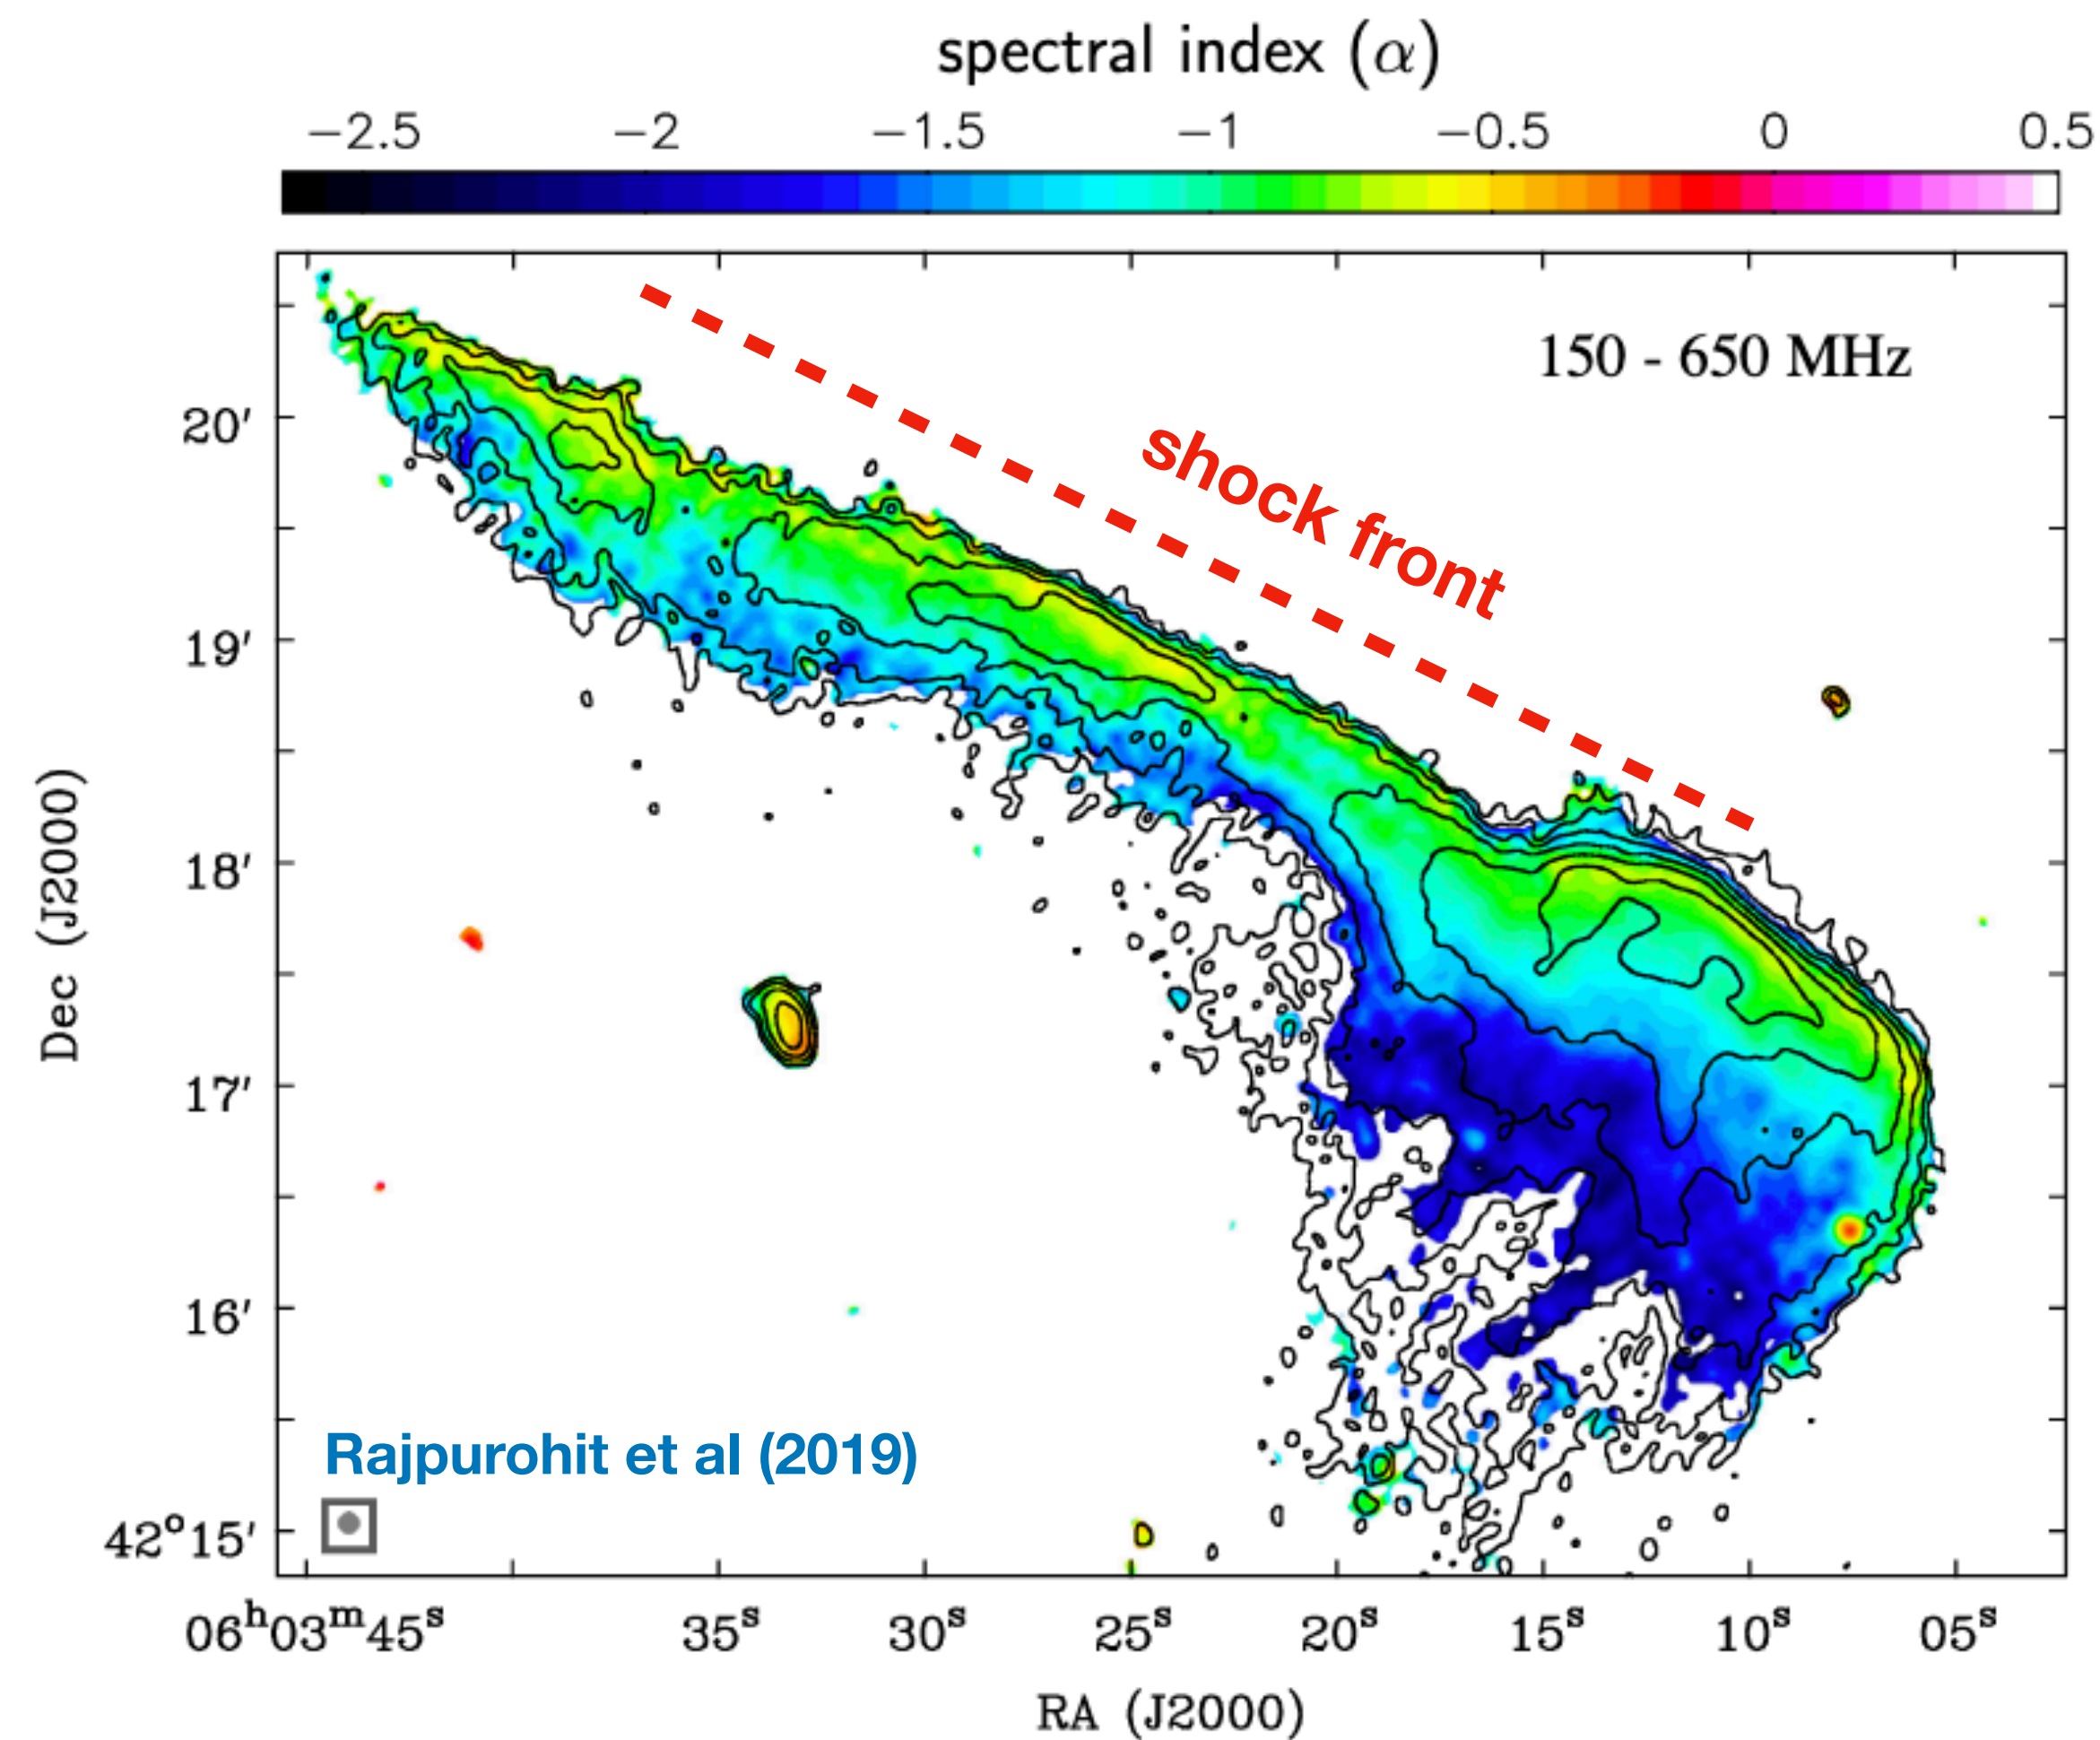 spectral index (α)
−2.5 −2 −1.5 −1 −0.5 0 0.5
150 - 650 MHz
shock front
20′
19′
18′
17′
16′
42°15′
Dec (J2000)
Rajpurohit et al (2019)
06ʰ03ᵐ45ˢ 35ˢ 30ˢ 25ˢ 20ˢ 15ˢ 10ˢ 05ˢ
RA (J2000)